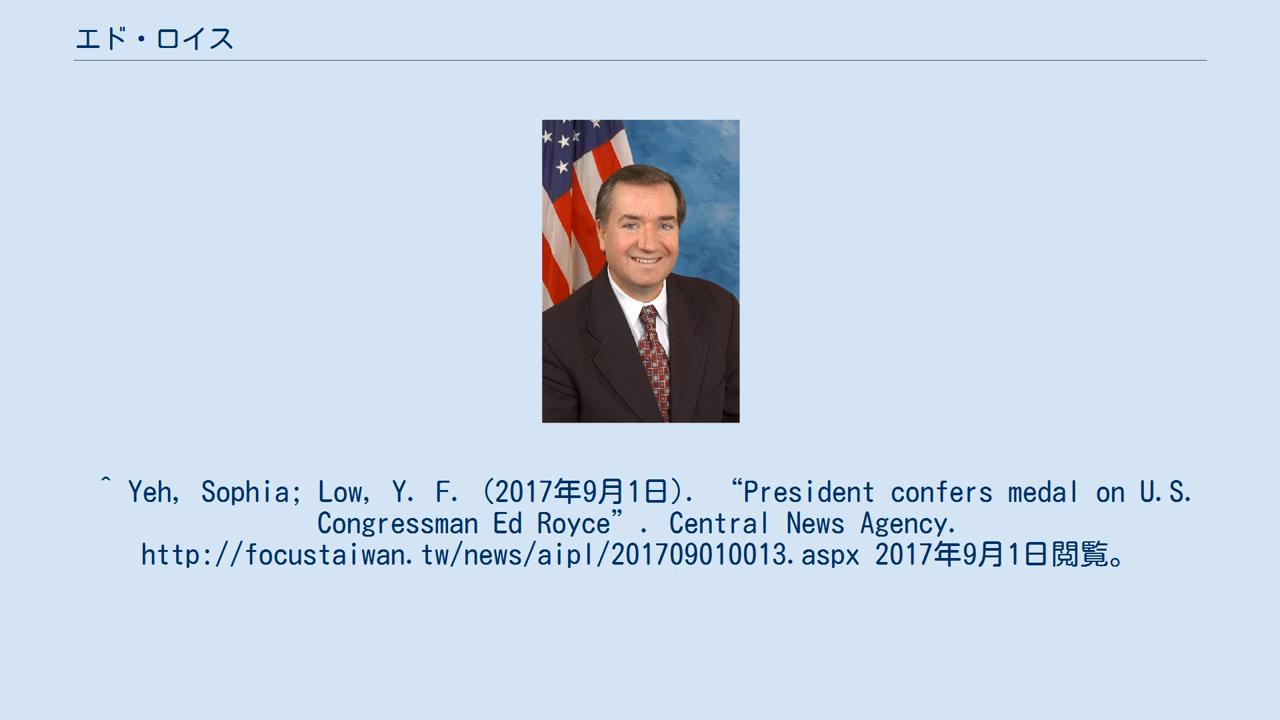 エド・ロイス
^ Yeh, Sophia; Low, Y. F. (2017年9月1日). “President confers medal on U.S.
Congressman Ed Royce”. Central News Agency.
http://focustaiwan.tw/news/aipl/201709010013.aspx 2017年9月1日閲覧。